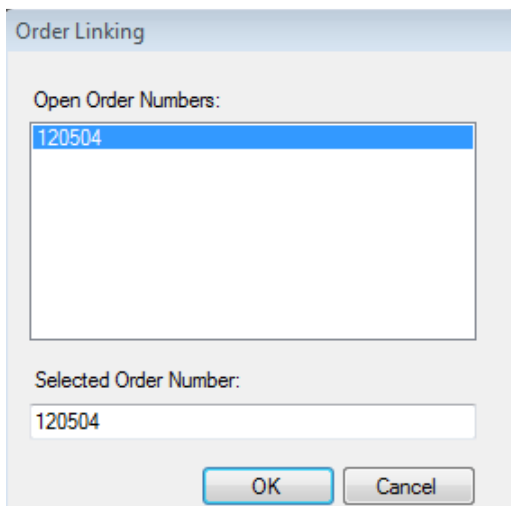 Order Linking
Open Order Numbers:
120504
Selected Order Number:
120504
OK Cancel